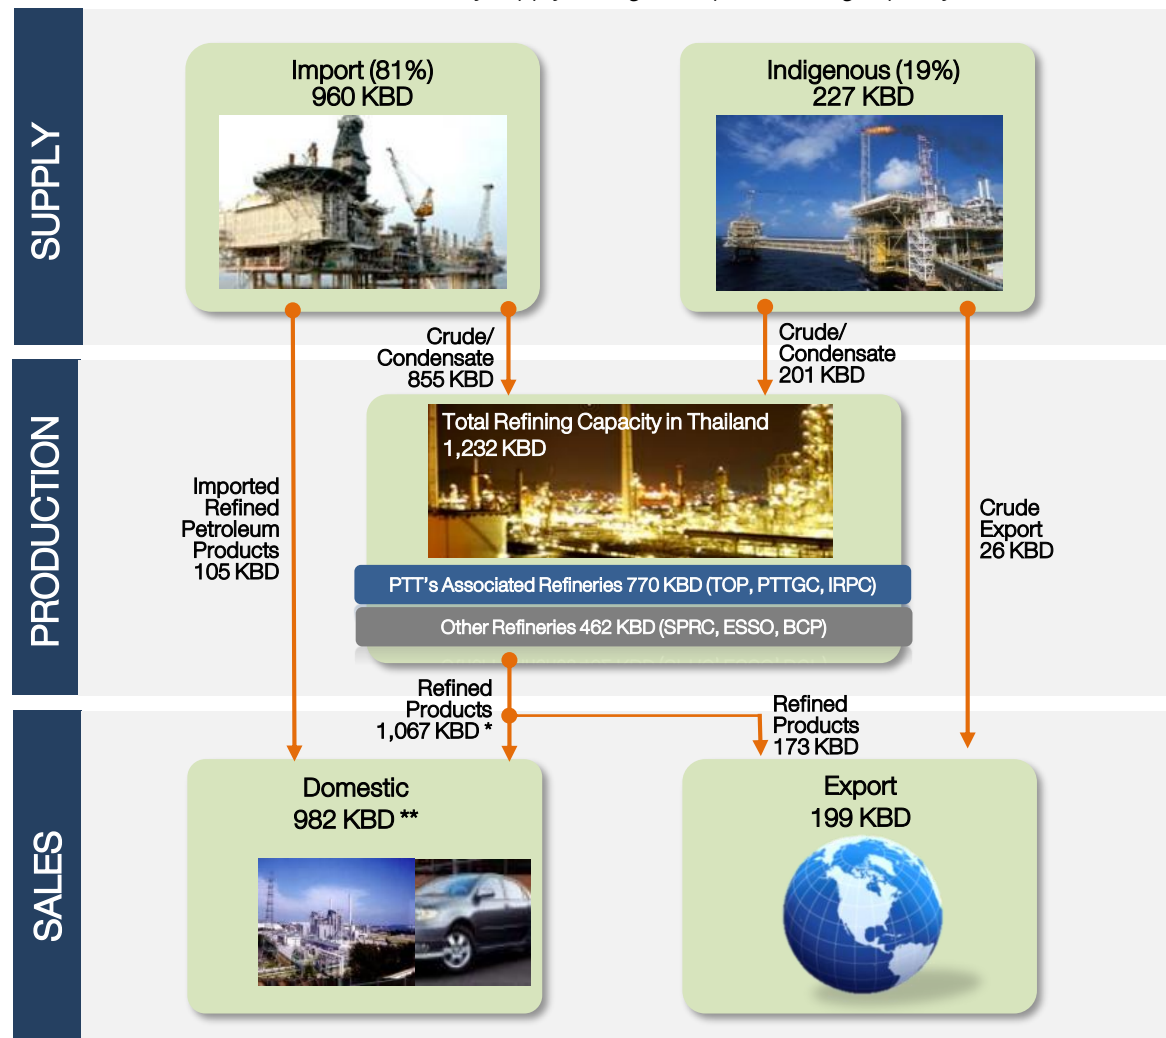 SUPPLY
Import (81%)
960 KBD
Indigenous (19%)
227 KBD
Crude/
Condensate
855 KBD
Crude/
Condensate
201 KBD
PRODUCTION
Total Refining Capacity in Thailand
1,232 KBD
Imported
Refined
Petroleum
Products
105 KBD
Crude
Export
26 KBD
PTT's Associated Refineries 770 KBD (TOP, PTTGC, IRPC)
Other Refineries 462 KBD (SPRC, ESSO, BCP)
Refined
Products
1,067 KBD *
Refined
Products
173 KBD
SALES
Domestic
982 KBD **
Export
199 KBD